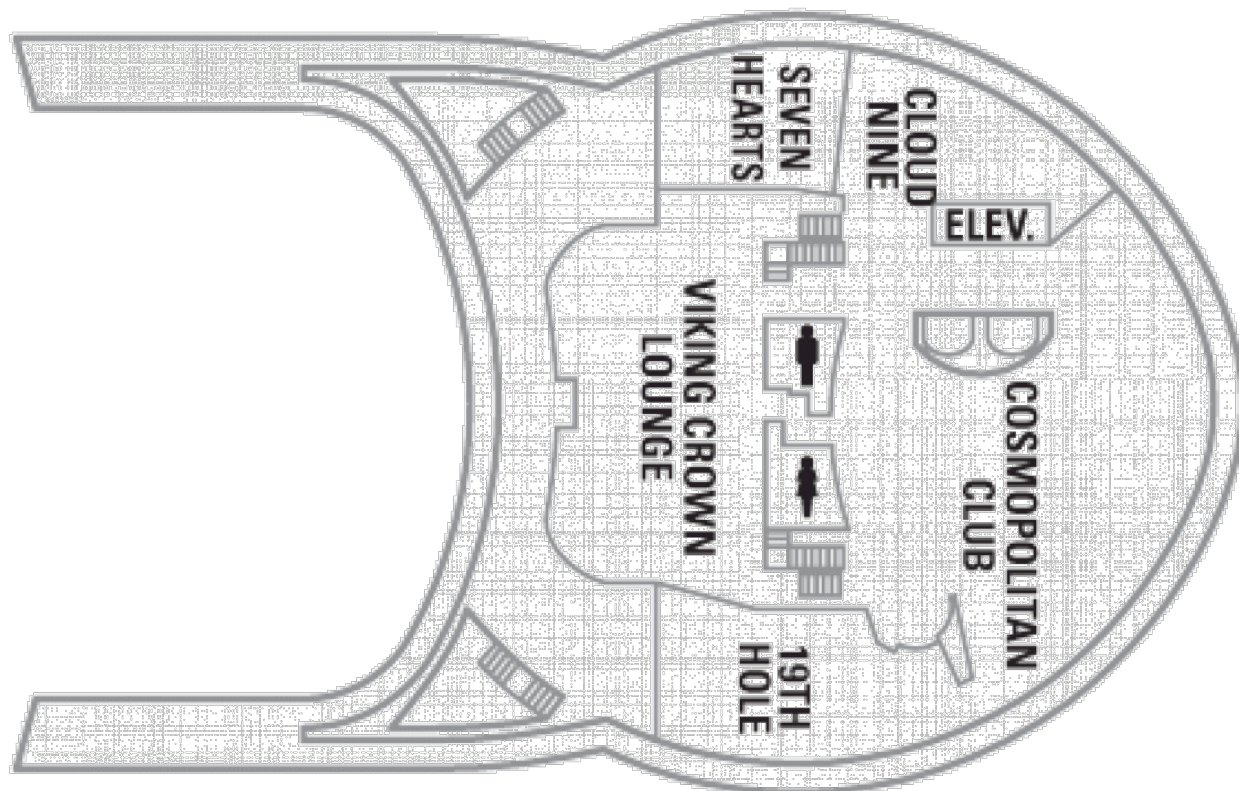 SEVEN
HEARTS
CLOUD
NINE
ELEV.
VIKING CROWN
LOUNGE
COSMOPOLITAN
CLUB
19TH
HOLE